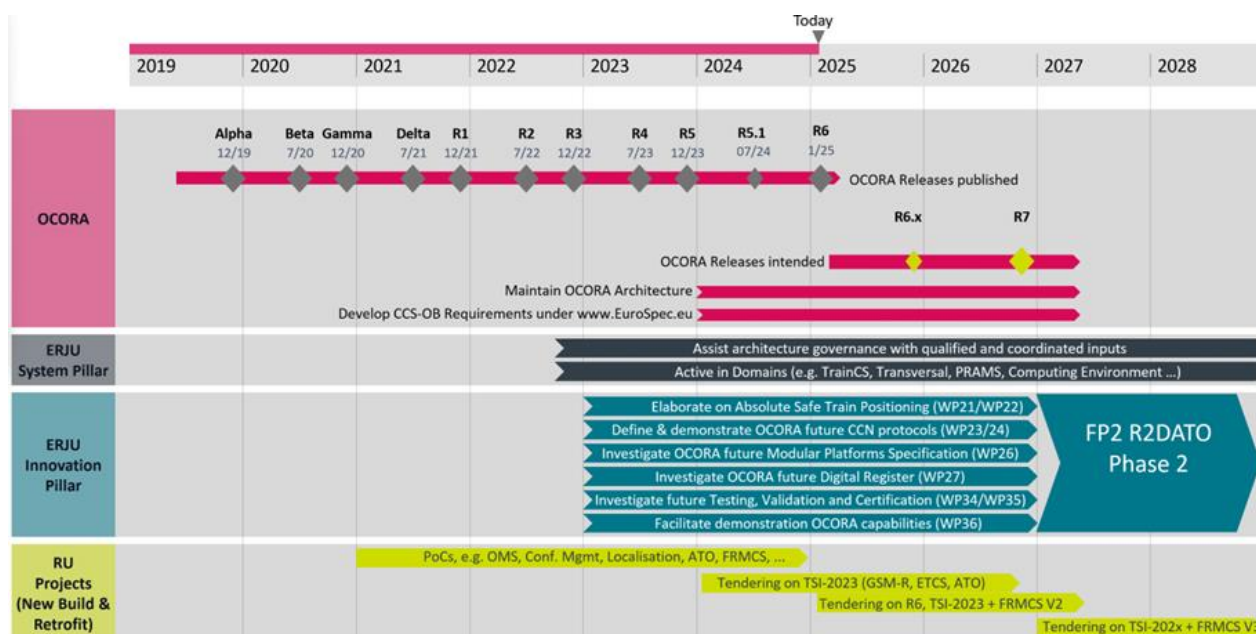 Today
2019 2020 2021 2022 2023 2024 2025 2026 2027 2028
OCORA
Alpha Beta Gamma Delta R1 R2 R3 R4 R5 R5.1 R6
12/19 7/20 12/20 7/21 12/21 7/22 12/22 7/23 12/23 07/24 1/25
OCORA Releases published
R6.x R7
OCORA Releases intended
Maintain OCORA Architecture
Develop CCS-OB Requirements under www.EuroSpec.eu
ERJU
System Pillar
Assist architecture governance with qualified and coordinated inputs
Active in Domains (e.g. TrainCS, Transversal, PRAMS, Computing Environment ...)
ERJU
Innovation
Pillar
Elaborate on Absolute Safe Train Positioning (WP21/WP22)
Define & demonstrate OCORA future CCN protocols (WP23/24)
Investigate OCORA future Modular Platforms Specification (WP26)
Investigate OCORA future Digital Register (WP27)
Investigate future Testing, Validation and Certification (WP34/WP35)
Facilitate demonstration OCORA capabilities (WP36)
FP2 R2DATO
Phase 2
RU
Projects
(New Build &
Retrofit)
PoCs, e.g. OMS, Conf. Mgmt, Localisation, ATO, FRMCS, ...
Tendering on TSI-2023 (GSM-R, ETCS, ATO)
Tendering on R6, TSI-2023 + FRMCS V2
Tendering on TSI-202x + FRMCS